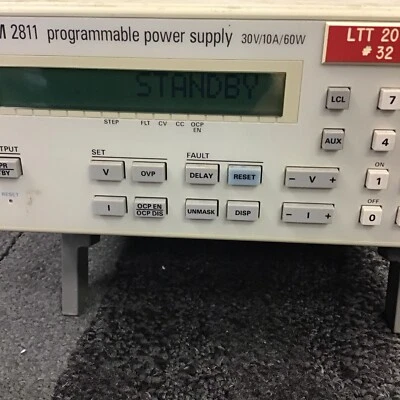 M 2811 programmable power supply 30V/10A/60W
LTT 20
# 32
STANDBY
STEP FLT CV CC OCP EN
LCL 7
AUX 4
SET FAULT
V OVP DELAY RESET - V + ON 1
I OCP EN OCP DIS UNMASK DISP - I + OFF 0
RESET